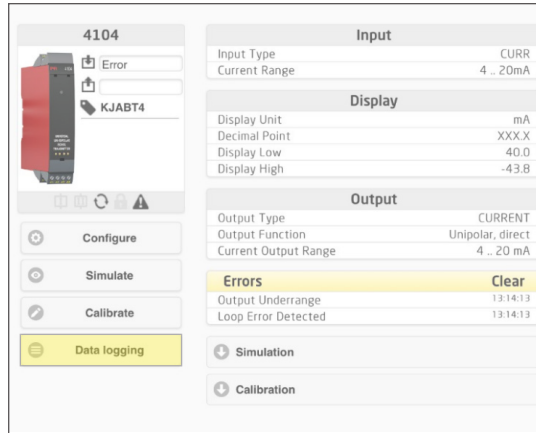 4104
Error
KJABT4
Configure
Simulate
Calibrate
Data logging
Input
Input Type CURR
Current Range 4 .. 20mA
Display
Display Unit mA
Decimal Point XXX.X
Display Low 40.0
Display High -43.8
Output
Output Type CURRENT
Output Function Unipolar, direct
Current Output Range 4 .. 20 mA
Errors Clear
Output Underrange 13:14:13
Loop Error Detected 13:14:13
Simulation
Calibration